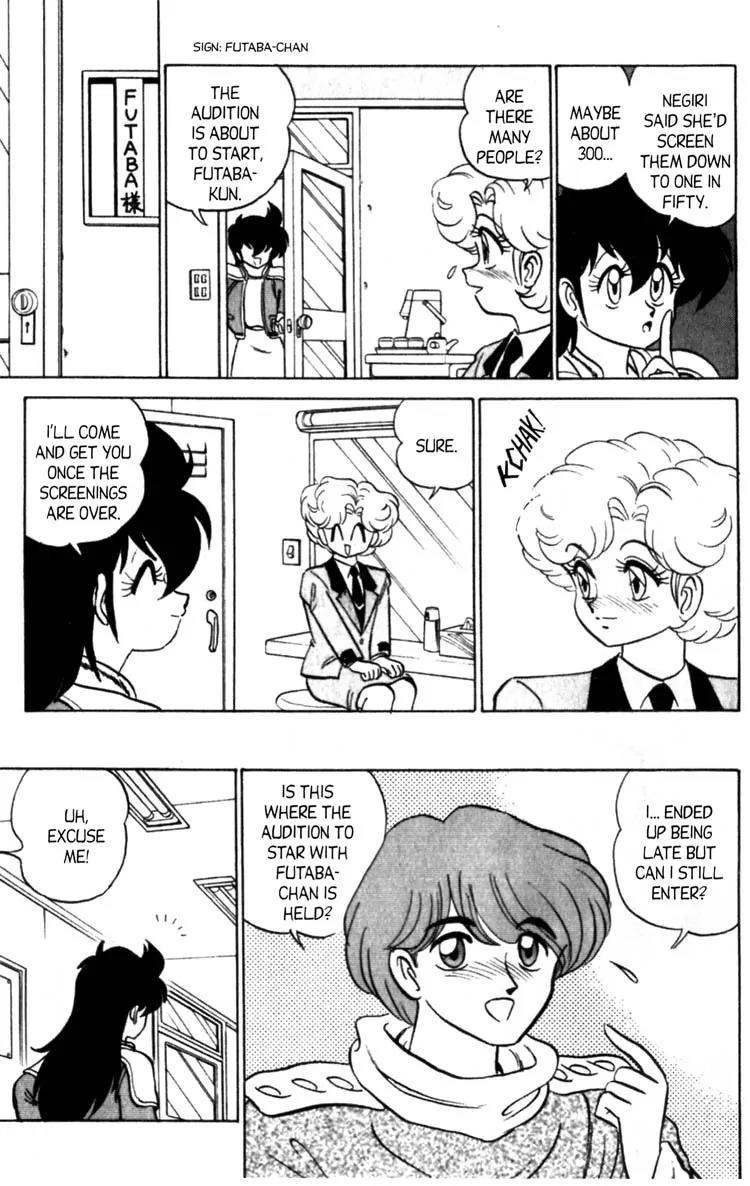 SIGN: FUTABA-CHAN
FUTABA様
THE
AUDITION
IS ABOUT
TO START,
FUTABA-
KUN.
ARE
THERE
MANY
PEOPLE?
MAYBE
ABOUT
300...
NEGIRI
SAID SHE'D
SCREEN
THEM DOWN
TO ONE IN
FIFTY.
I'LL COME
AND GET YOU
ONCE THE
SCREENINGS
ARE OVER.
SURE.
KCHAK!
UH,
EXCUSE
ME!
IS THIS
WHERE THE
AUDITION TO
STAR WITH
FUTABA-
CHAN IS
HELD?
I... ENDED
UP BEING
LATE BUT
CAN I STILL
ENTER?